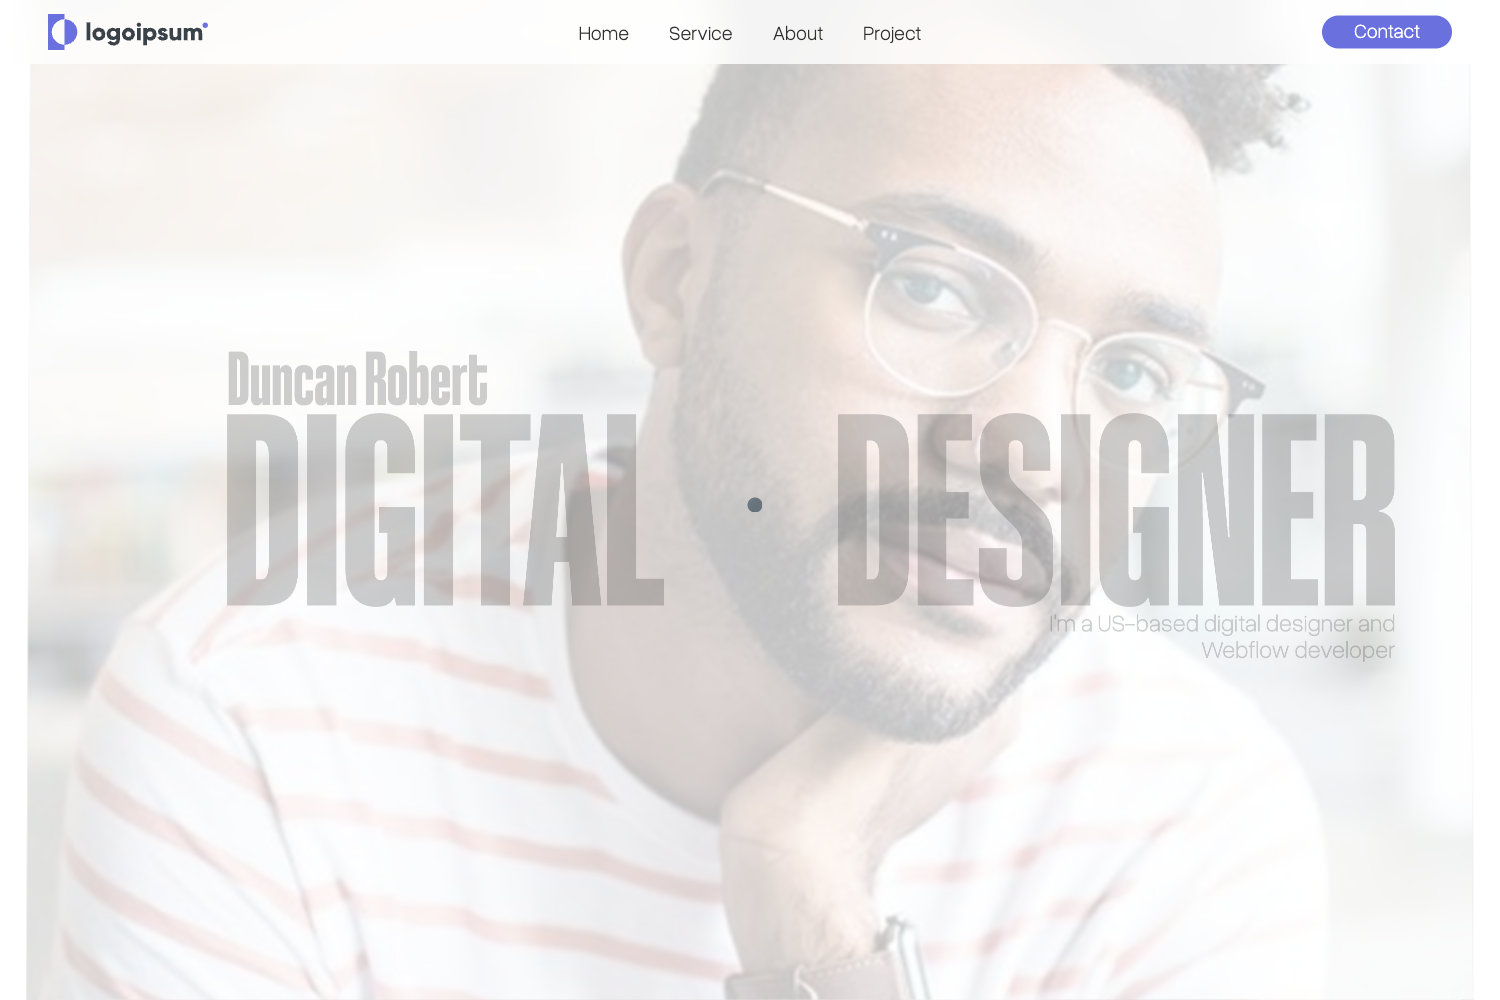 logoipsum
Home Service About Project
Contact
Duncan Robert
DIGITAL DESIGNER
I'm a US-based digital designer and
Webflow developer